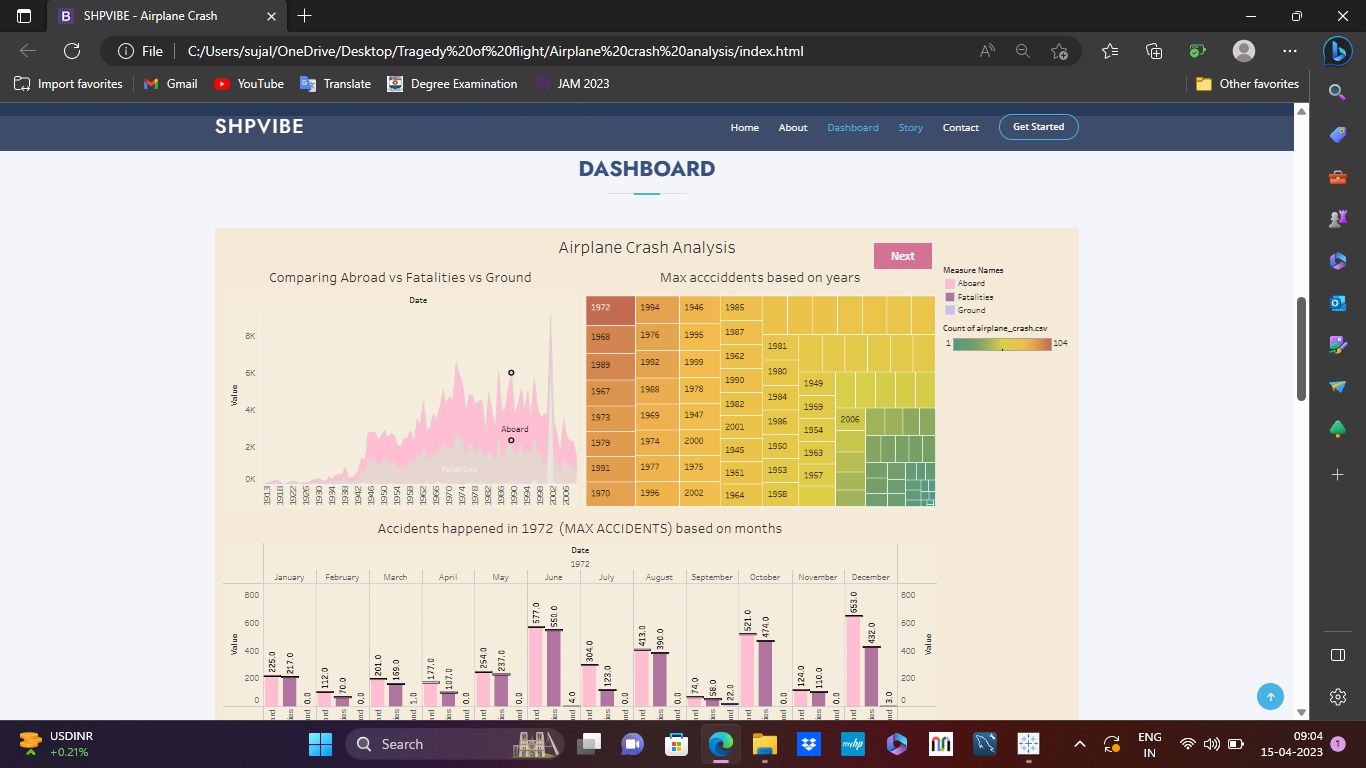 SHPVIBE - Airplane Crash
File C:/Users/sujal/OneDrive/Desktop/Tragedy%20of%20flight/Airplane%20crash%20analysis/index.html
Import favorites Gmail YouTube Translate Degree Examination JAM 2023 Other favorites
SHPVIBE
Home About Dashboard Story Contact Get Started
DASHBOARD
Airplane Crash Analysis
Next
Comparing Abroad vs Fatalities vs Ground
Date
Value
8K
6K
4K
2K
0K
Aboard
Fatalities
1913 1918 1922 1926 1930 1934 1938 1942 1946 1950 1954 1958 1962 1966 1970 1974 1978 1982 1986 1990 1994 1998 2002 2006
Max accciddents based on years
1972 1994 1946 1985
1968 1976 1995 1987
1989 1992 1999 1962
1967 1988 1978 1990
1973 1969 1947 1982
1979 1974 2000 2001
1991 1977 1975 1945
1970 1996 2002 1951
1964
1981
1980
1984
1986
1950
1953
1958
1949
1959
1954
1963
1957
2006
Measure Names
Aboard
Fatalities
Ground
Count of airplane_crash.csv
1 104
Accidents happened in 1972 (MAX ACCIDENTS) based on months
Date
1972
January February March April May June July August September October November December
Value
800
600
400
200
0
225.0 217.0 0.0
112.0 70.0 0.0
201.0 169.0 1.0
177.0 107.0 0.0
254.0 237.0 0.0
577.0 550.0 4.0
304.0 123.0 0.0
413.0 390.0 0.0
74.0 58.0 22.0
521.0 474.0 0.0
124.0 110.0 0.0
653.0 432.0 3.0
800
600
400
200
0
Value
USDINR
+0.21%
Search
myhp
ENG
IN
09:04
15-04-2023
1